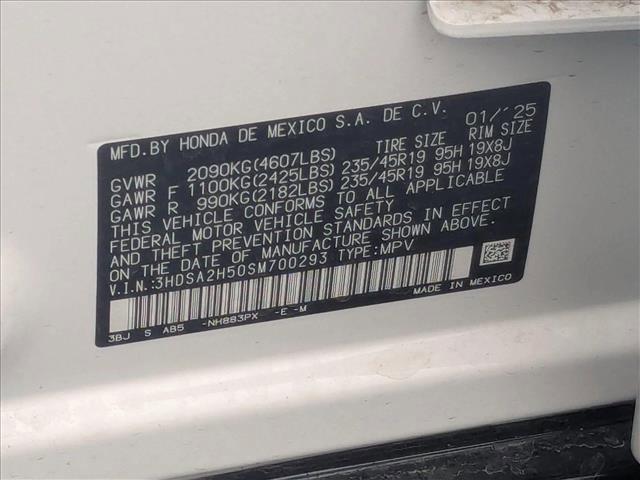 MFD.BY HONDA DE MEXICO S.A. DE C.V. 01/'25
GVWR 2090KG(4607LBS) TIRE SIZE RIM SIZE
GAWR F 1100KG(2425LBS) 235/45R19 95H 19X8J
GAWR R 990KG(2182LBS) 235/45R19 95H 19X8J
THIS VEHICLE CONFORMS TO ALL APPLICABLE
FEDERAL MOTOR VEHICLE SAFETY
AND THEFT PREVENTION STANDARDS IN EFFECT
ON THE DATE OF MANUFACTURE SHOWN ABOVE.
V.I.N.:3HDSA2H50SM700293 TYPE:MPV
MADE IN MEXICO
3BJ S AB5 -NH883PX -E -M